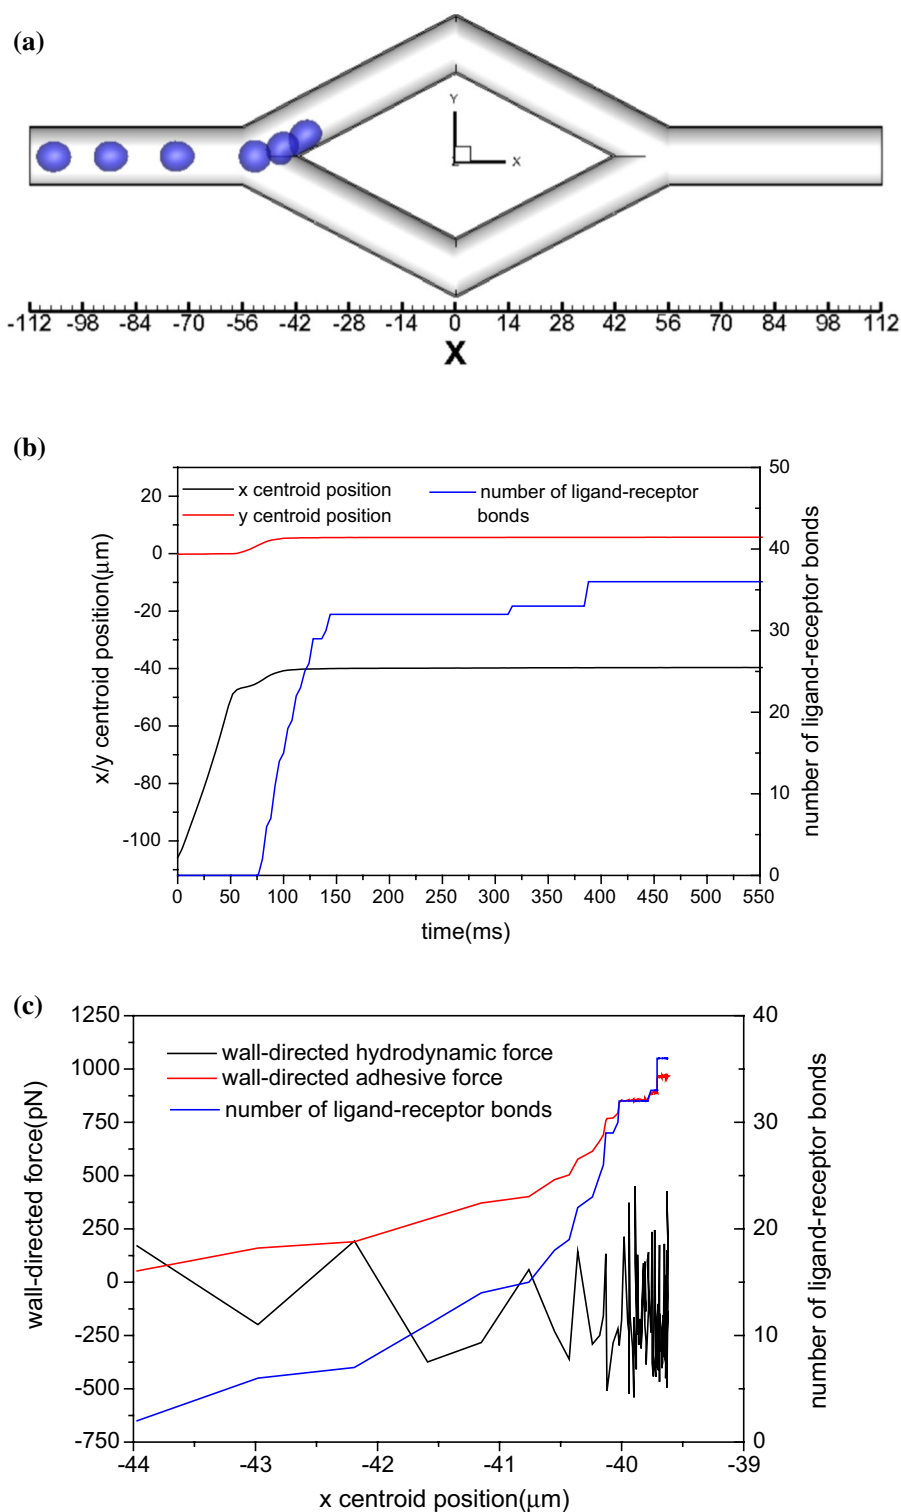 (a)
Y
Z
X
-112 -98 -84 -70 -56 -42 -28 -14 0 14 28 42 56 70 84 98 112
X
(b)
x centroid position
y centroid position
number of ligand-receptor
bonds
20
0
-20
-40
-60
-80
-100
x/y centroid position(μm)
50
40
30
20
10
0
number of ligand-receptor bonds
0 50 100 150 200 250 300 350 400 450 500 550
time(ms)
(c)
wall-directed hydrodynamic force
wall-directed adhesive force
number of ligand-receptor bonds
1250
1000
750
500
250
0
-250
-500
-750
wall-directed force(pN)
40
30
20
10
0
number of ligand-receptor bonds
-44 -43 -42 -41 -40 -39
x centroid position(μm)